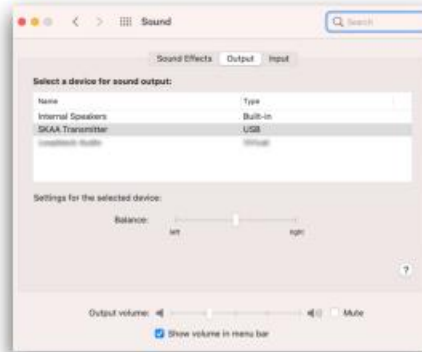 Sound
Search
Sound Effects Output Input
Select a device for sound output:
Name Type
Internal Speakers Built-in
SKAA Transmitter USB
Settings for the selected device:
Balance:
left right
?
Output volume: Mute
Show volume in menu bar